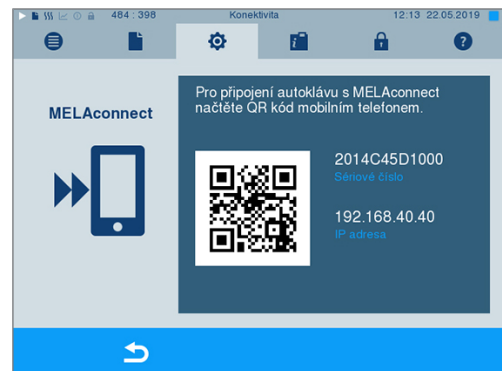 484 : 398 Konektivita 12:13 22.05.2019
MELAconnect
Pro připojení autoklávu s MELAconnect
načtěte QR kód mobilním telefonem.
2014C45D1000
Sériové číslo
192.168.40.40
IP adresa